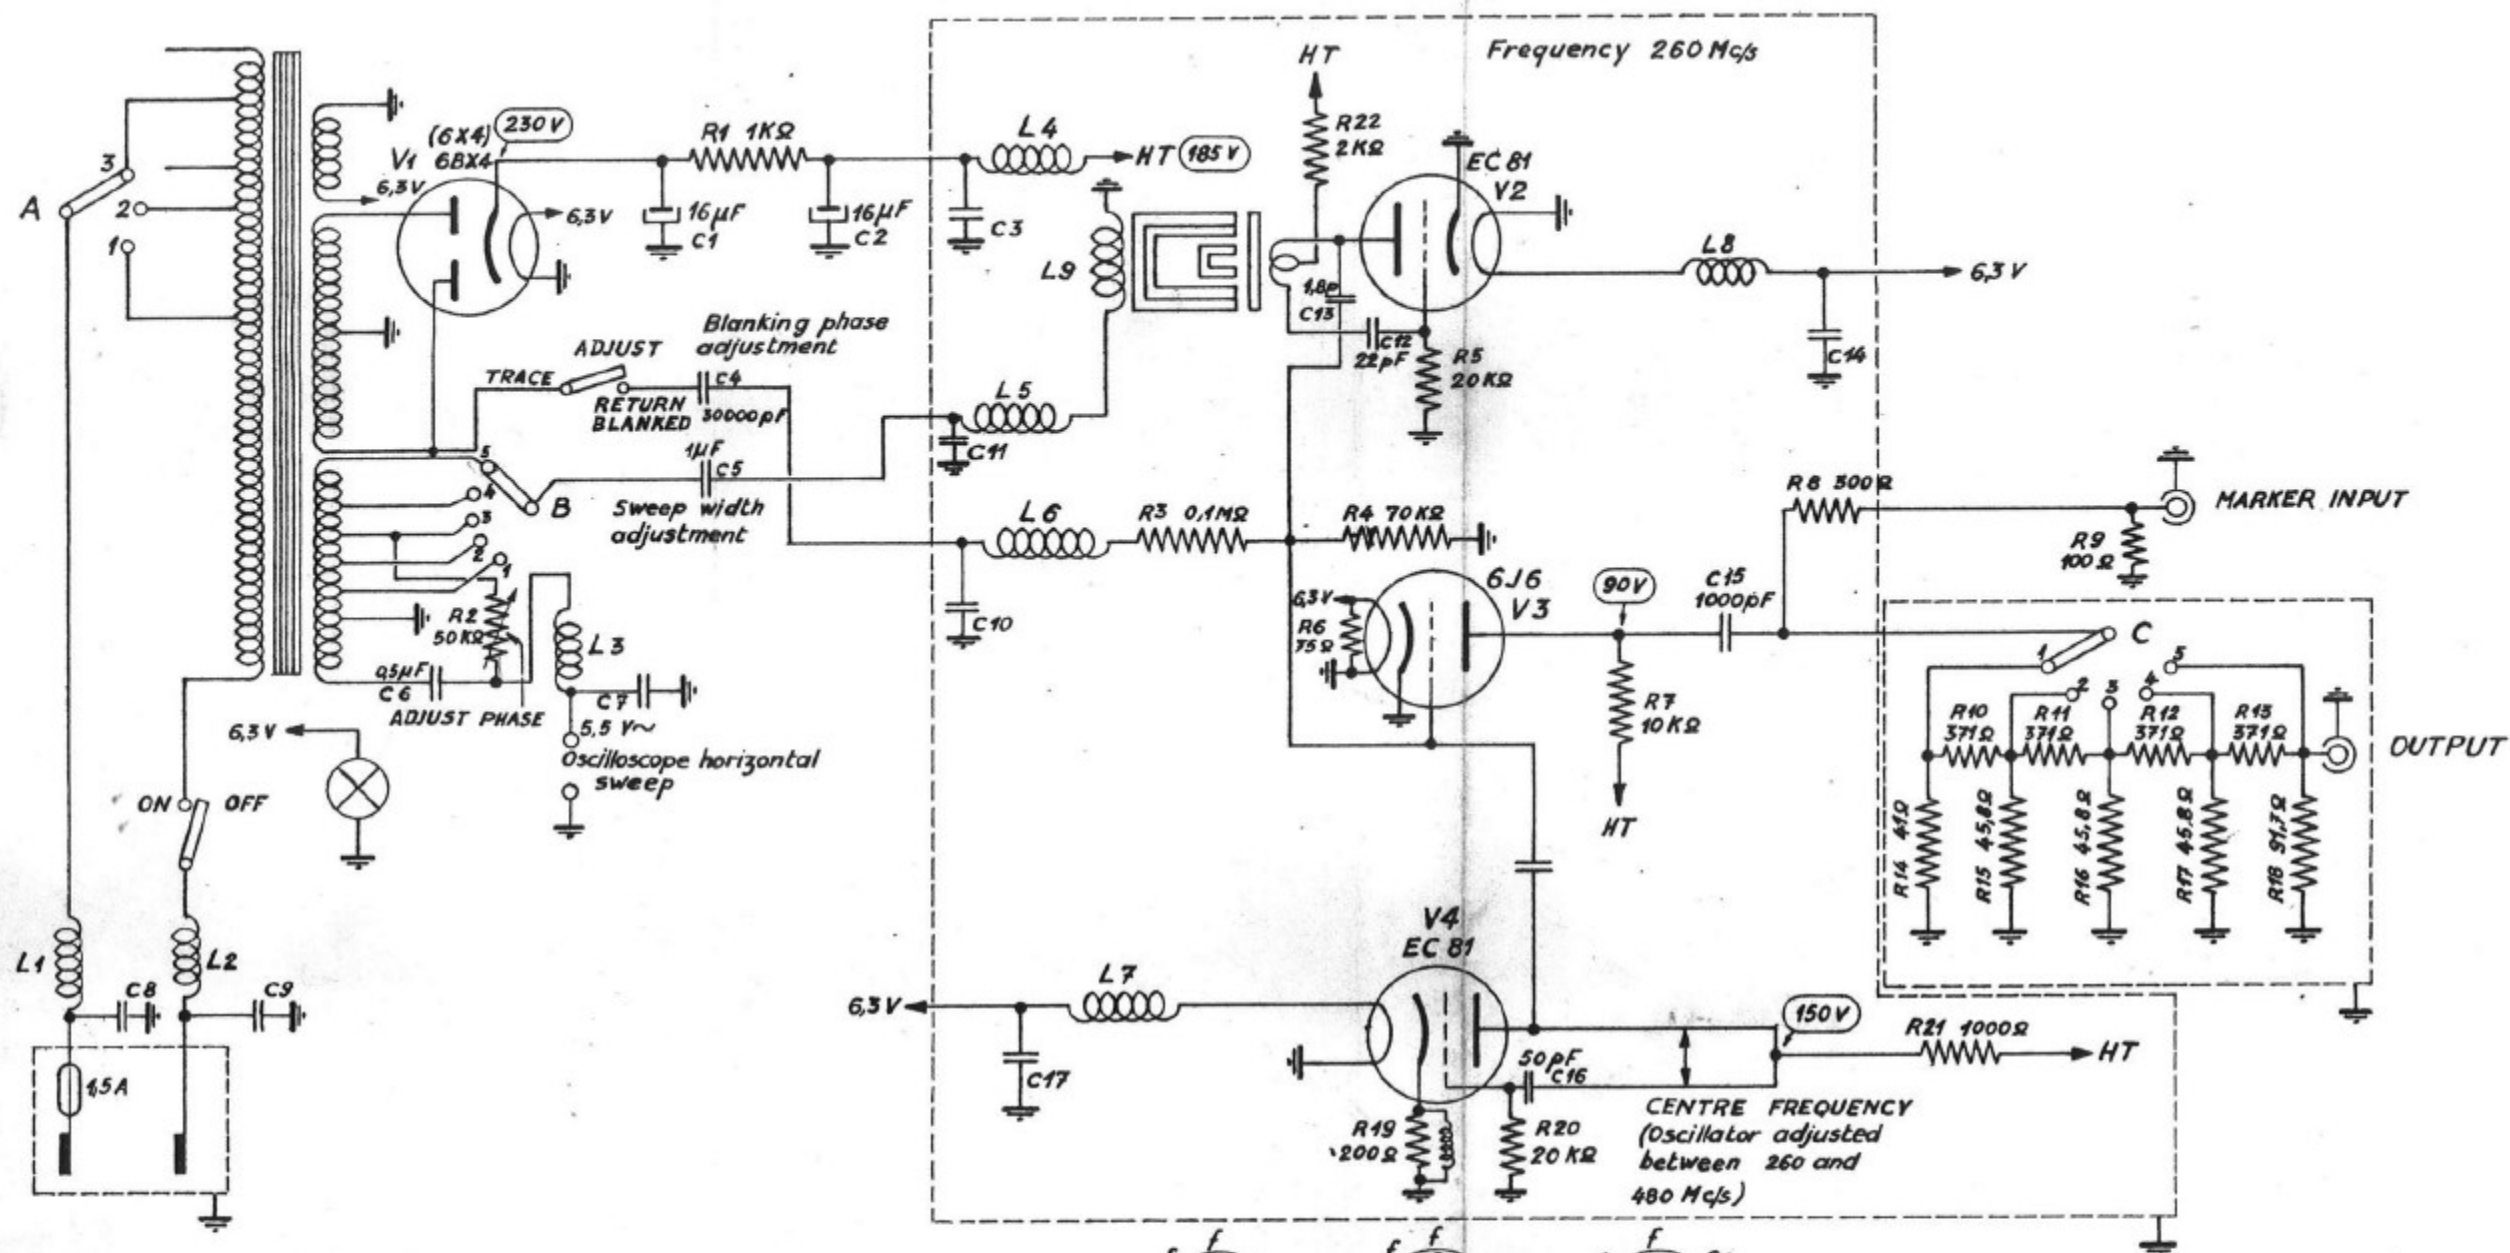 Frequency 260 Mc/s
HT
R22
2KΩ
(6X4)
230 V
V1 6BX4
R1 1KΩ
L4
HT 185 V
EC 81
V2
3
A
2
1
6,3V
6,3V
16µF
C1
16µF
C2
C3
L9
L8
6,3 V
1,8p
C13
C12
22pF
R5
20KΩ
C14
Blanking phase
adjustment
ADJUST
TRACE
RETURN
BLANKED
C4
30000pF
L5
C11
1µF
C5
5
4
3
2
1
B
Sweep width
adjustment
L6
R3 0,1MΩ
R4 70KΩ
R8 300Ω
MARKER INPUT
R9
100Ω
R2
50KΩ
L3
C10
6,3V
R6
75Ω
6J6
V3
90V
C15
1000pF
R7
10KΩ
HT
0,5µF
C6
ADJUST PHASE
C7
5,5 V~
Oscilloscope horizontal
sweep
6,3V
C
1
2
3
4
5
R10
371Ω
R11
371Ω
R12
371Ω
R13
371Ω
OUTPUT
R14 41Ω
R15 45,8Ω
R16 45,8Ω
R17 45,8Ω
R18 91,7Ω
ON
OFF
L1
L2
C8
C9
1,5A
V4
EC 81
6,3V
L7
C17
150V
R21 1000Ω
HT
50pF
C16
R19
200Ω
R20
20KΩ
CENTRE FREQUENCY
(Oscillator adjusted
between 260 and
480 Mc/s)
f
f
f